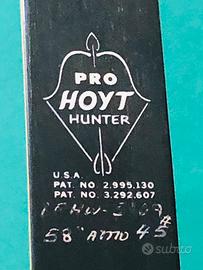 PRO
HOYT
HUNTER
U.S.A.
PAT. NO. 2.995.130
PAT. NO. 3.292.607
58" AMO 45#
subito